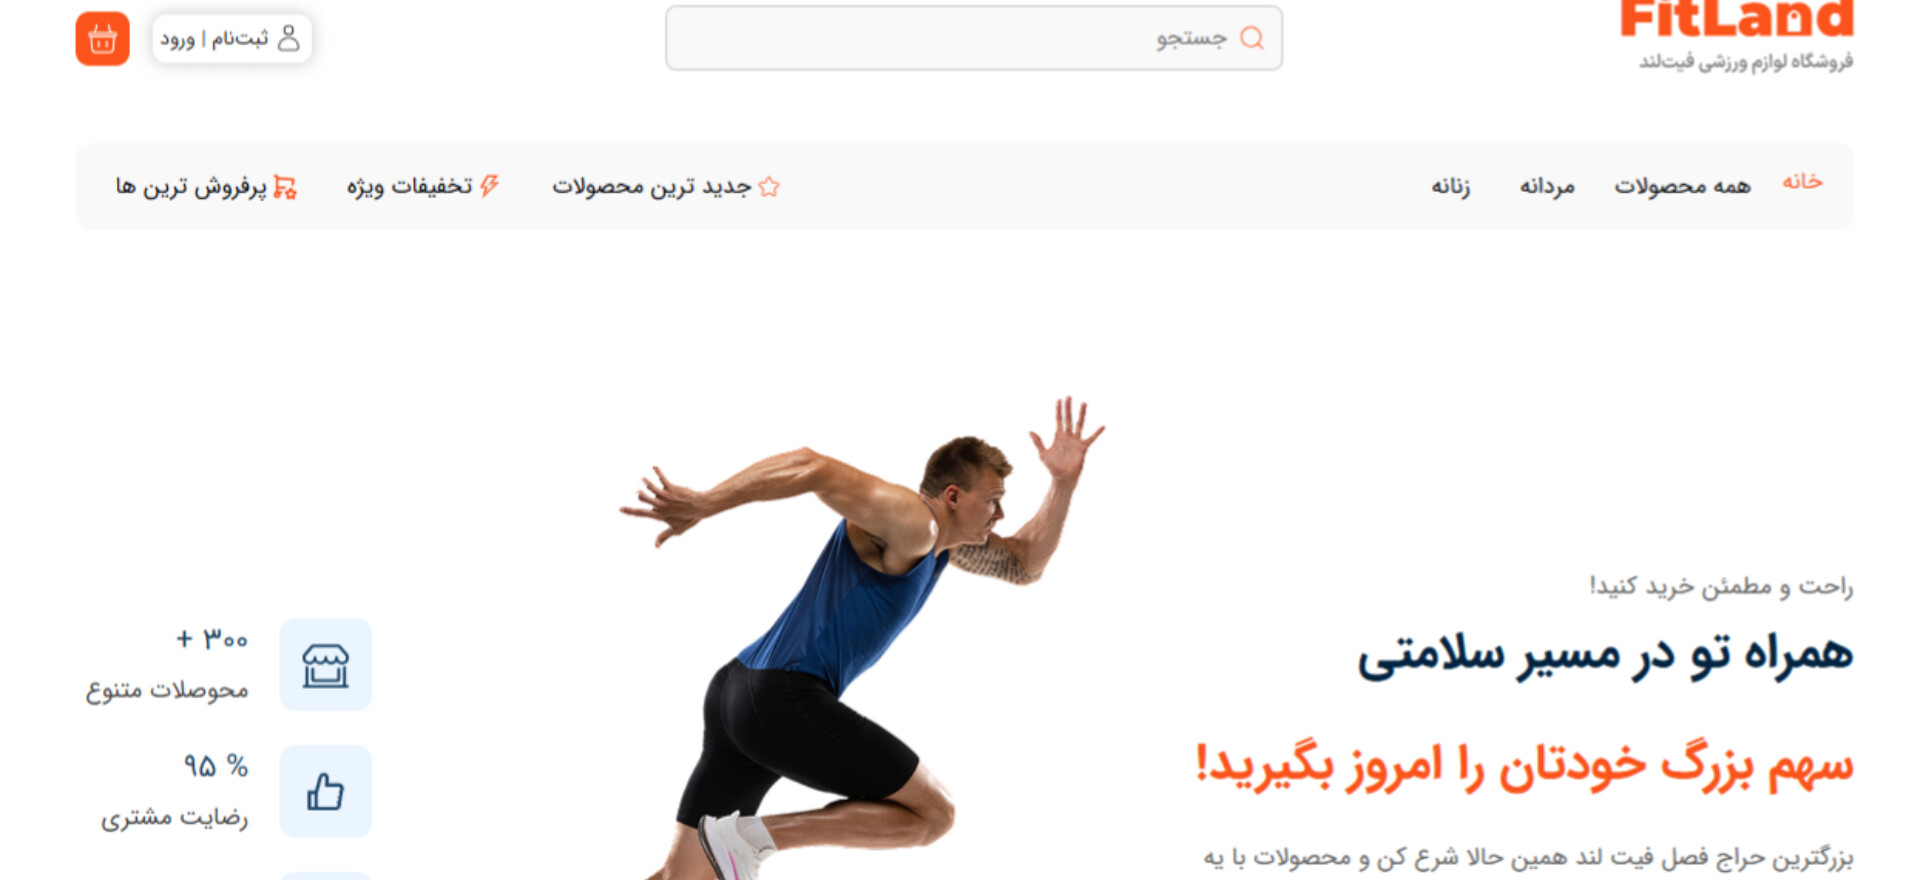 FitLand
فروشگاه لوازم ورزشی فیت‌لند
جستجو
ثبت‌نام | ورود
خانه
همه محصولات
مردانه
زنانه
جدید ترین محصولات
تخفیفات ویژه
پرفروش ترین ها
راحت و مطمئن خرید کنید!
همراه تو در مسیر سلامتی
سهم بزرگ خودتان را امروز بگیرید!
بزرگترین حراج فصل فیت لند همین حالا شرع کن و محصولات با یه
۳۰۰ +
محوصلات متنوع
% ۹۵
رضایت مشتری